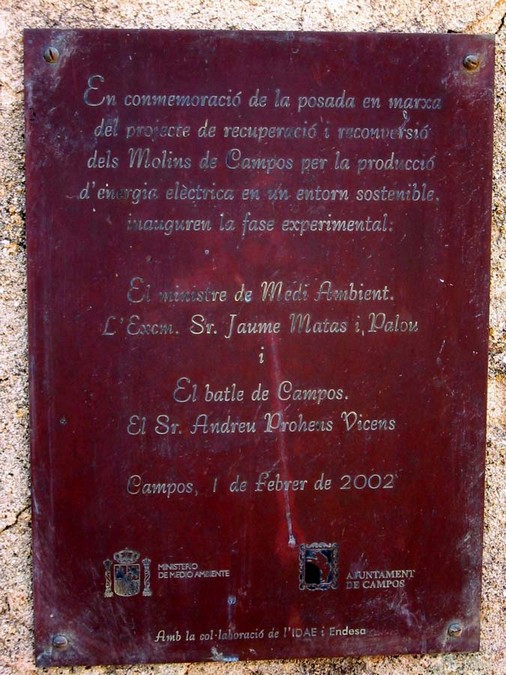 En conmemoració de la posada en marxa
del projecte de recuperació i reconversió
dels Molins de Campos per la producció
d'energia elèctrica en un entorn sostenible,
inauguren la fase experimental:
El ministre de Medi Ambient.
L'Excm. Sr. Jaume Matas i Palou
i
El batle de Campos.
El Sr. Andreu Prohens Vicens
Campos, 1 de Febrer de 2002
MINISTERIO
DE MEDIO AMBIENTE
AJUNTAMENT
DE CAMPOS
Amb la col·laboració de l'IDAE i Endesa